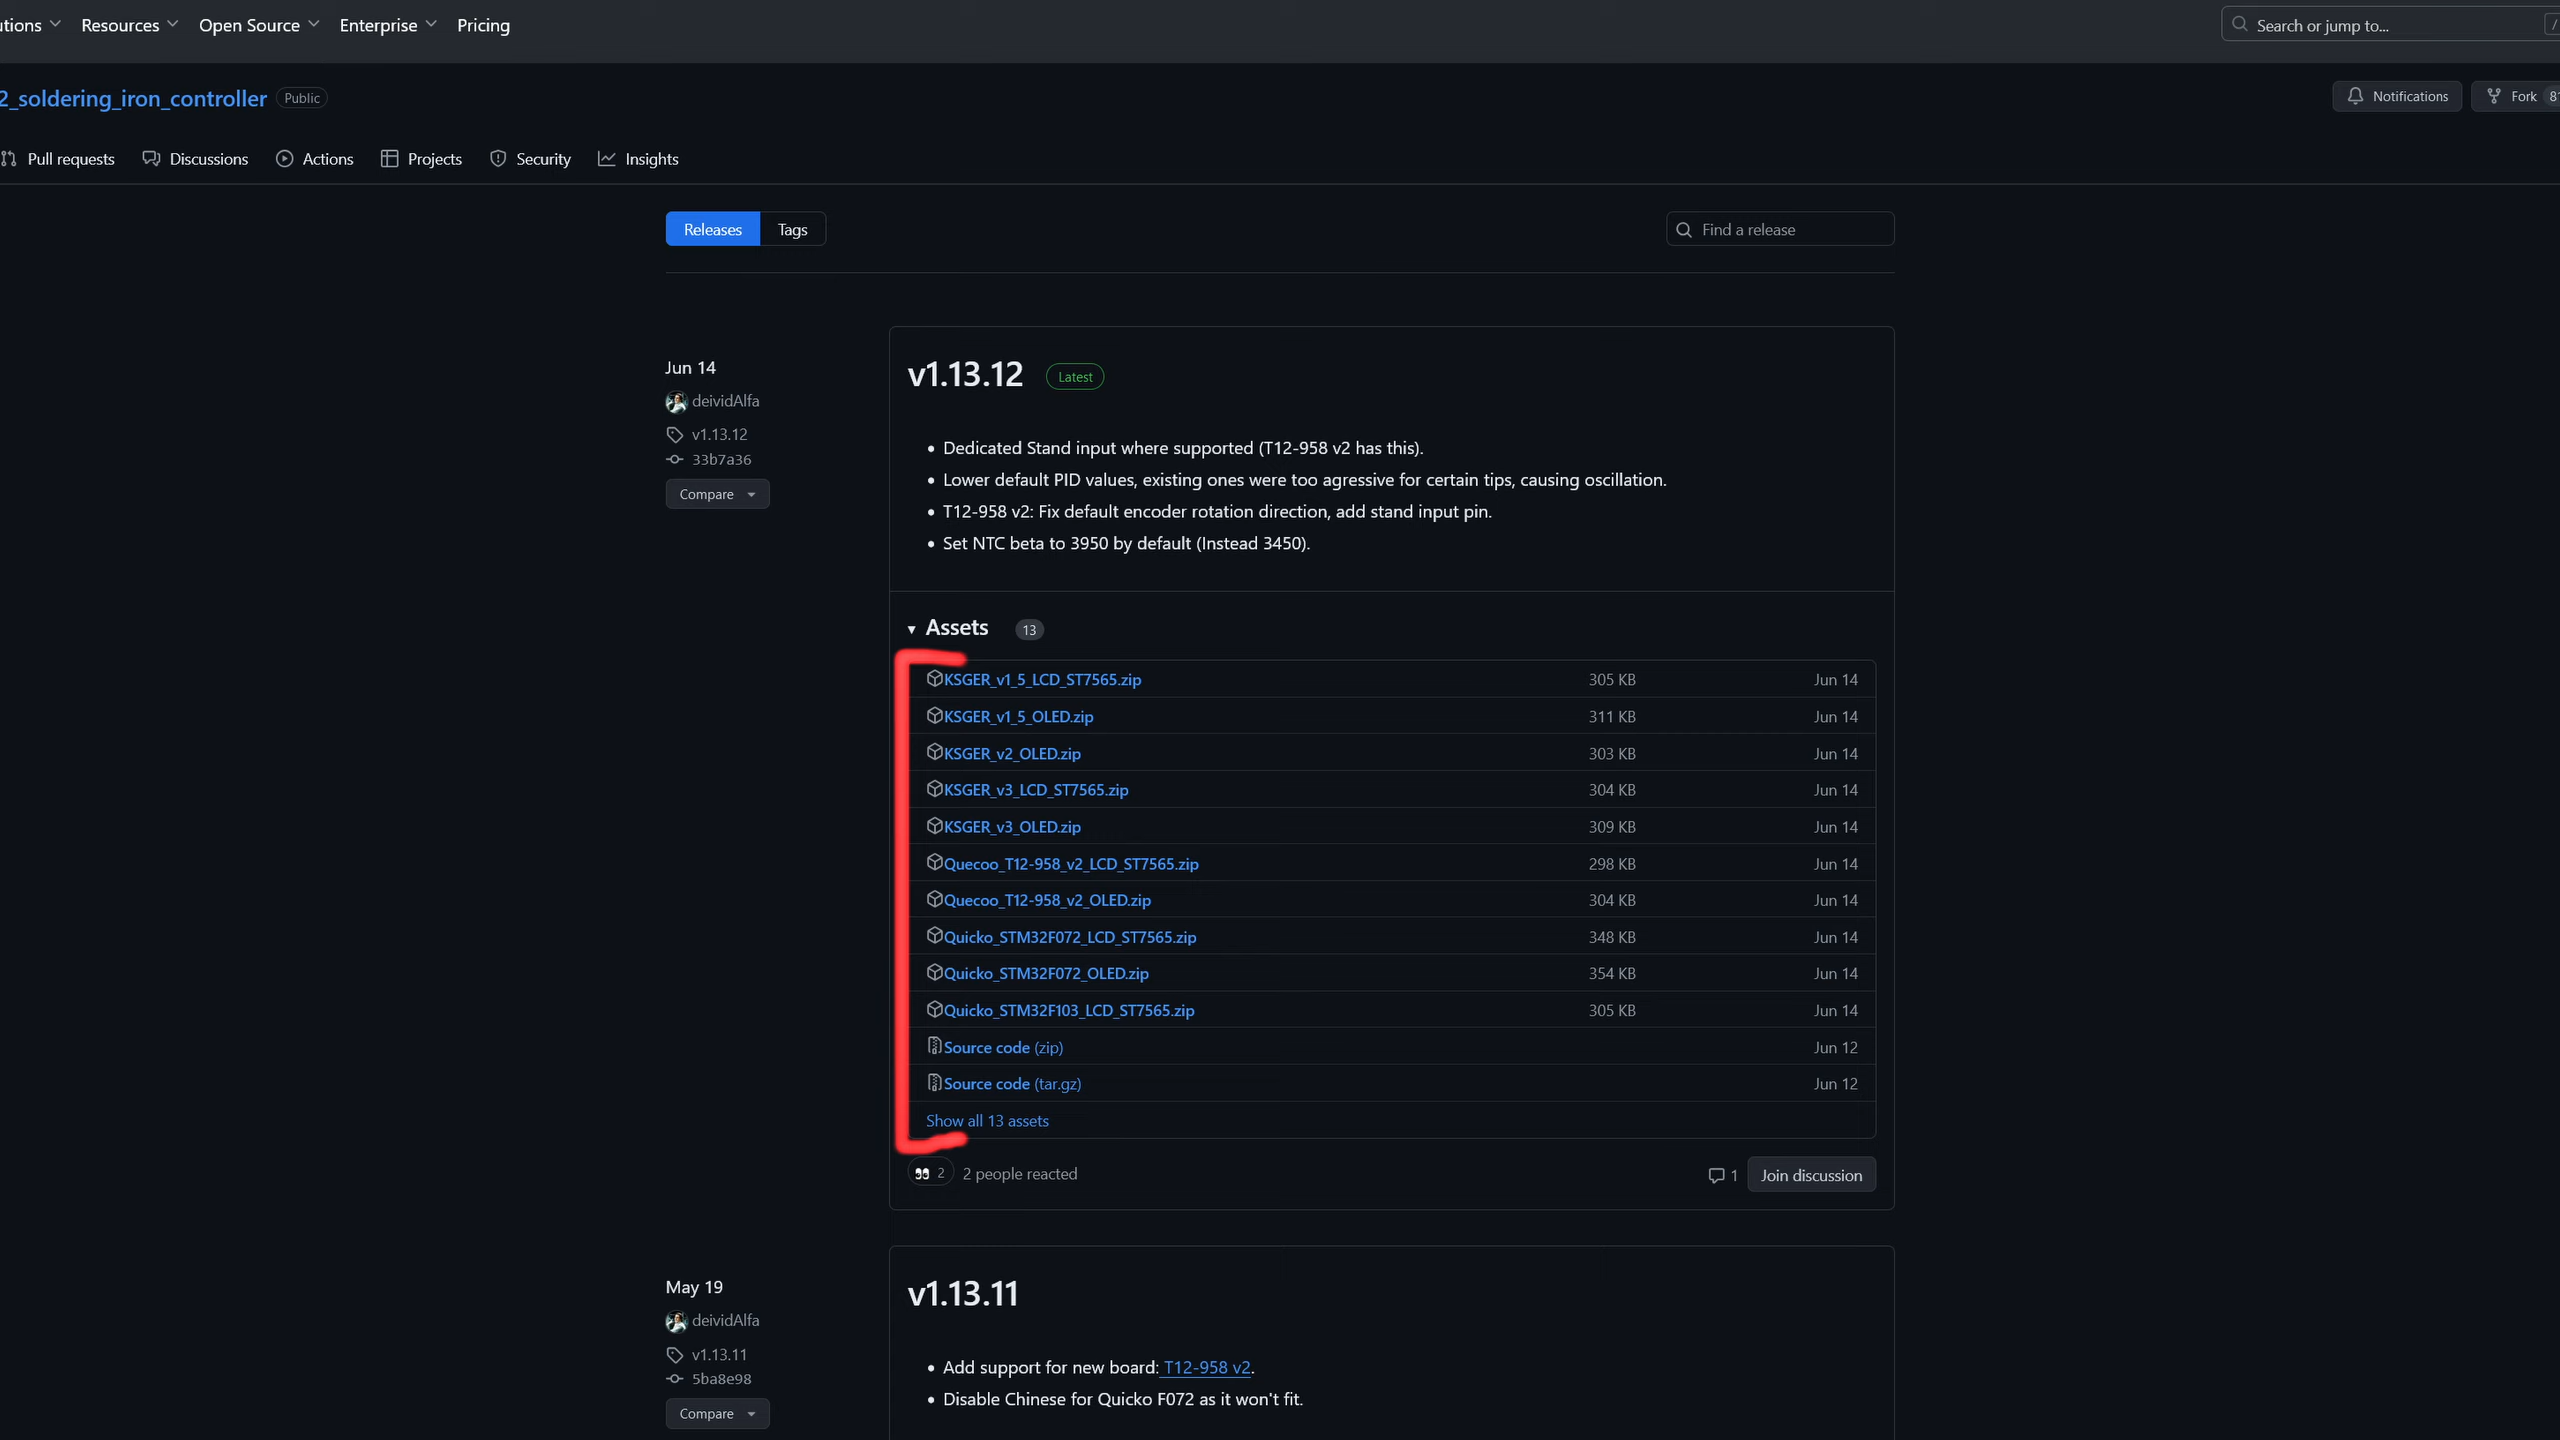 Resources
Open Source
Enterprise
Pricing
Search or jump to...
/
2_soldering_iron_controller
Public
Notifications
Fork
Pull requests
Discussions
Actions
Projects
Security
Insights
Releases
Tags
Find a release
Jun 14
deividAlfa
v1.13.12
33b7a36
Compare
v1.13.12 Latest
• Dedicated Stand input where supported (T12-958 v2 has this).
• Lower default PID values, existing ones were too agressive for certain tips, causing oscillation.
• T12-958 v2: Fix default encoder rotation direction, add stand input pin.
• Set NTC beta to 3950 by default (Instead 3450).
Assets 13
KSGER_v1_5_LCD_ST7565.zip 305 KB Jun 14
KSGER_v1_5_OLED.zip 311 KB Jun 14
KSGER_v2_OLED.zip 303 KB Jun 14
KSGER_v3_LCD_ST7565.zip 304 KB Jun 14
KSGER_v3_OLED.zip 309 KB Jun 14
Quecoo_T12-958_v2_LCD_ST7565.zip 298 KB Jun 14
Quecoo_T12-958_v2_OLED.zip 304 KB Jun 14
Quicko_STM32F072_LCD_ST7565.zip 348 KB Jun 14
Quicko_STM32F072_OLED.zip 354 KB Jun 14
Quicko_STM32F103_LCD_ST7565.zip 305 KB Jun 14
Source code (zip) Jun 12
Source code (tar.gz) Jun 12
Show all 13 assets
2
2 people reacted
1
Join discussion
May 19
deividAlfa
v1.13.11
5ba8e98
Compare
v1.13.11
• Add support for new board: T12-958 v2.
• Disable Chinese for Quicko F072 as it won't fit.